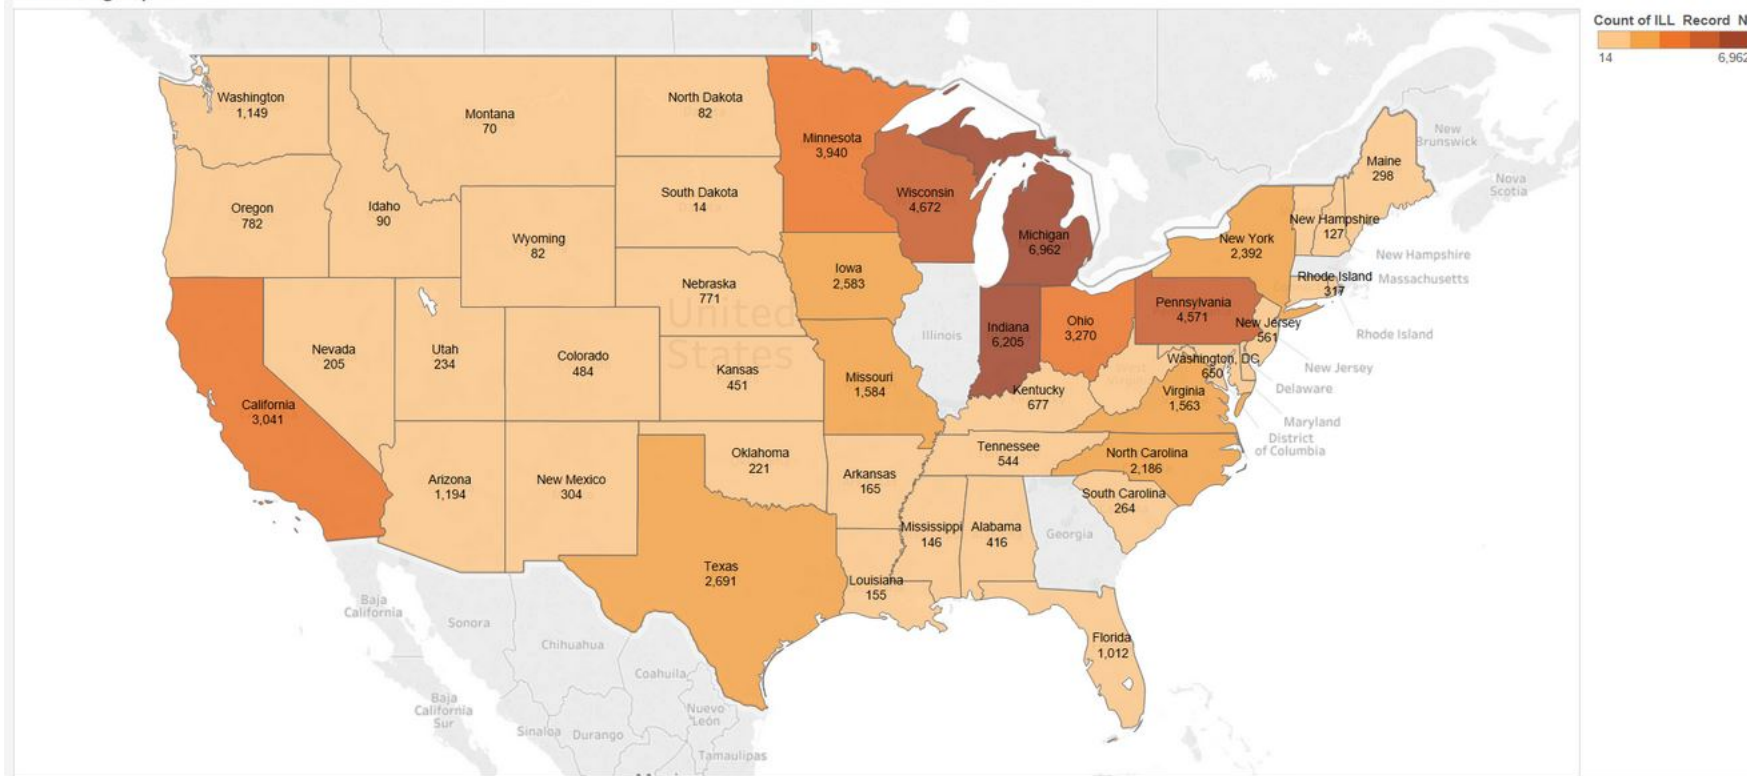 Count of ILL Record N
14
6,962
Washington
1,149
Montana
70
North Dakota
82
Minnesota
3,940
Maine
298
New
Brunswick
Nova
Scotia
Oregon
782
Idaho
90
South Dakota
14
Wisconsin
4,672
Wyoming
82
Michigan
6,962
New York
2,392
New Hampshire
127
New Hampshire
Massachusetts
Iowa
2,583
Nebraska
771
Rhode Island
317
Rhode Island
Pennsylvania
4,571
New Jersey
561
New Jersey
United
States
Illinois
Indiana
6,205
Ohio
3,270
Nevada
205
Utah
234
Colorado
484
Kansas
451
Missouri
1,584
Washington, DC
650
Delaware
Maryland
District
of Columbia
Kentucky
677
West
Virginia
Virginia
1,563
California
3,041
Arizona
1,194
New Mexico
304
Oklahoma
221
Arkansas
165
Tennessee
544
North Carolina
2,186
South Carolina
264
Mississippi
146
Alabama
416
Georgia
Texas
2,691
Louisiana
155
Florida
1,012
Baja
California
Sonora
Chihuahua
Coahuila
Baja
California
Sur
Nuevo
León
Sinaloa
Durango
Tamaulipas